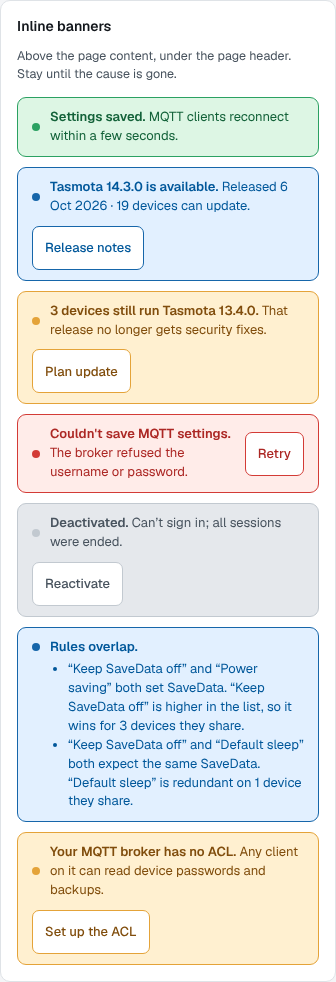 Inline banners
Above the page content, under the page header.
Stay until the cause is gone.
Settings saved. MQTT clients reconnect
within a few seconds.
Tasmota 14.3.0 is available. Released 6
Oct 2026 · 19 devices can update.
Release notes
3 devices still run Tasmota 13.4.0. That
release no longer gets security fixes.
Plan update
Couldn't save MQTT settings.
The broker refused the
username or password.
Retry
Deactivated. Can't sign in; all sessions
were ended.
Reactivate
Rules overlap.
• “Keep SaveData off” and “Power
saving” both set SaveData. “Keep
SaveData off” is higher in the list, so it
wins for 3 devices they share.
• “Keep SaveData off” and “Default sleep”
both expect the same SaveData.
“Default sleep” is redundant on 1 device
they share.
Your MQTT broker has no ACL. Any client
on it can read device passwords and
backups.
Set up the ACL